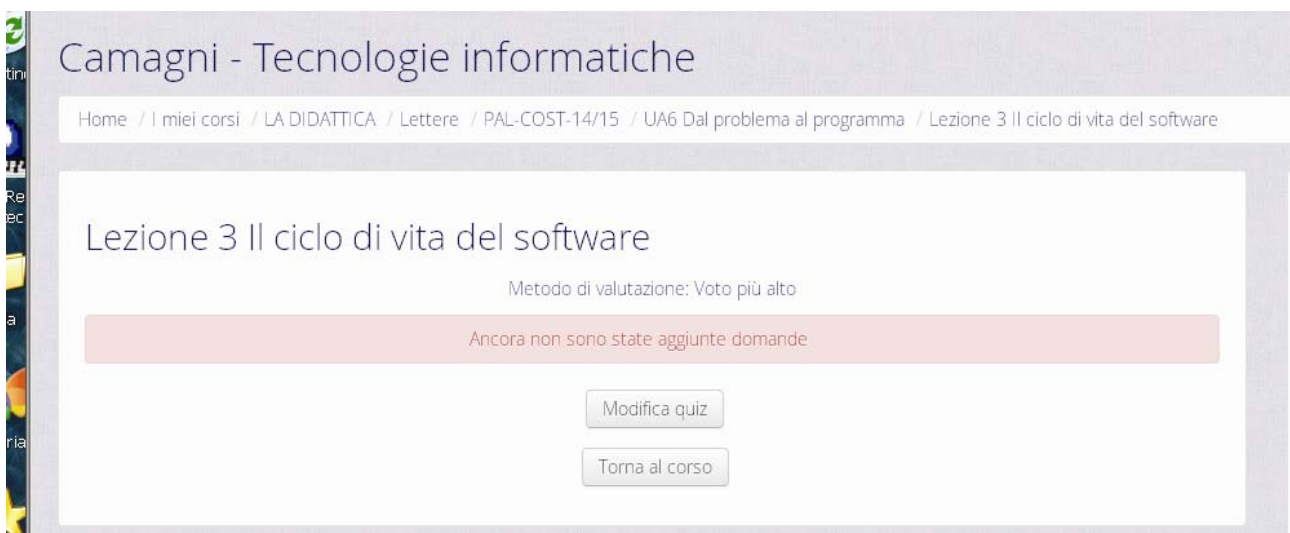 Camagni - Tecnologie informatiche
Home / I miei corsi / LA DIDATTICA / Lettere / PAL-COST-14/15 / UA6 Dal problema al programma / Lezione 3 Il ciclo di vita del software
Lezione 3 Il ciclo di vita del software
Metodo di valutazione: Voto più alto
Ancora non sono state aggiunte domande
Modifica quiz
Torna al corso